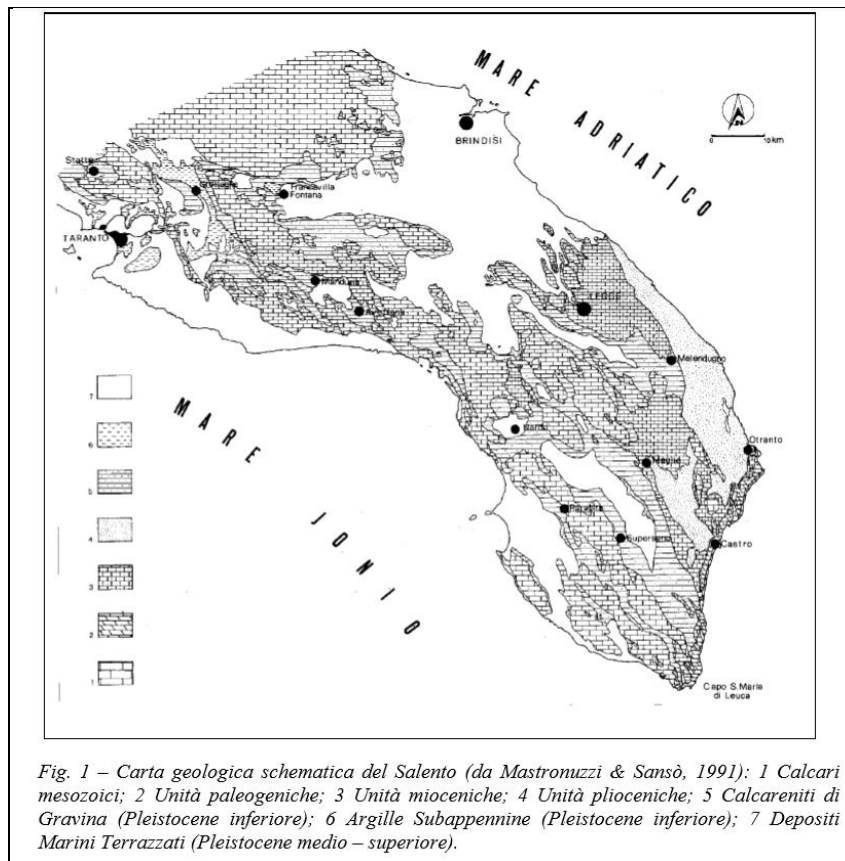 MARE ADRIATICO
BRINDISI
10km
Statte
Francavilla
Fontana
TARANTO
Manduria
LECCE
Melendugno
Nardò
Otranto
Maglie
Supersano
Castro
MARE JONIO
Capo S. Maria
di Leuca
7
6
5
4
3
2
1
Fig. 1 – Carta geologica schematica del Salento (da Mastronuzzi & Sansò, 1991): 1 Calcari
mesozoici; 2 Unità paleogeniche; 3 Unità mioceniche; 4 Unità plioceniche; 5 Calcareniti di
Gravina (Pleistocene inferiore); 6 Argille Subappennine (Pleistocene inferiore); 7 Depositi
Marini Terrazzati (Pleistocene medio – superiore).